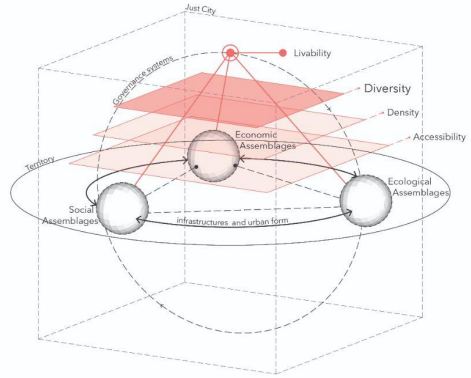 Just City
Livability
Governance systems
Diversity
Density
Accessibility
Economic
Assemblages
Territory
Ecological
Assemblages
Social
Assemblages
infrastructures and urban form